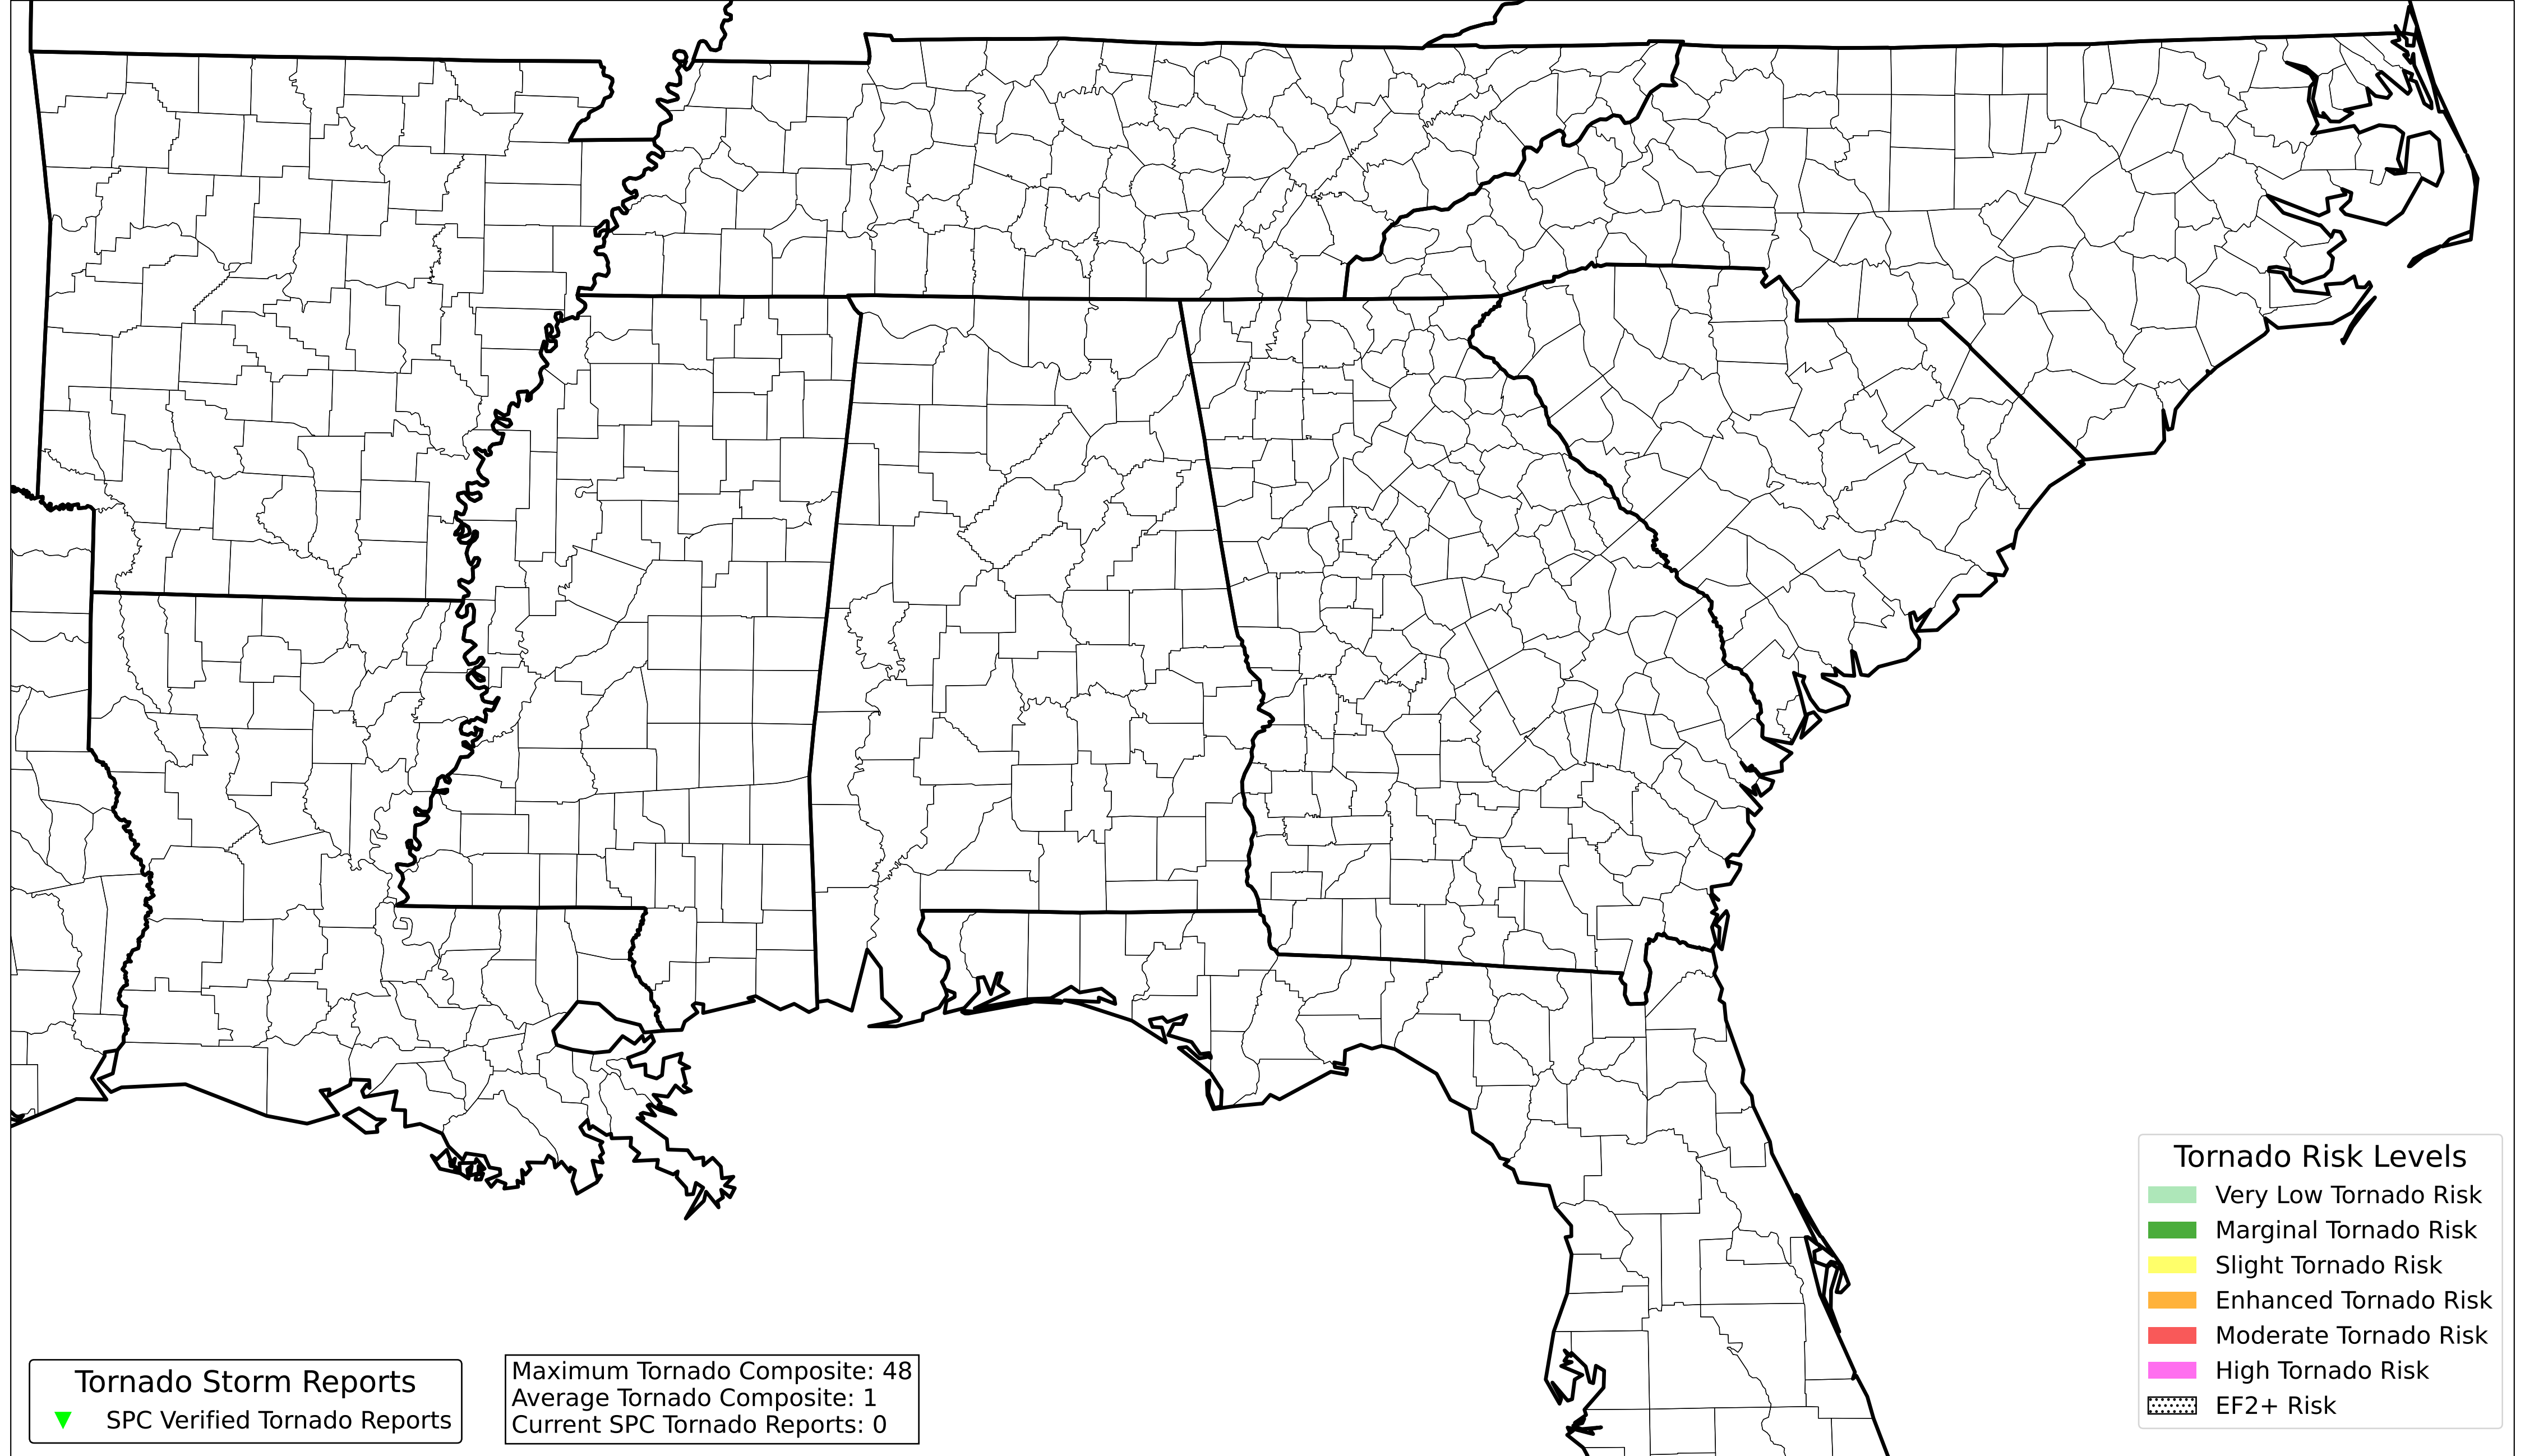 Tornado Risk Levels
Very Low Tornado Risk
Marginal Tornado Risk
Slight Tornado Risk
Enhanced Tornado Risk
Moderate Tornado Risk
High Tornado Risk
EF2+ Risk
Tornado Storm Reports
SPC Verified Tornado Reports
Maximum Tornado Composite: 48
Average Tornado Composite: 1
Current SPC Tornado Reports: 0